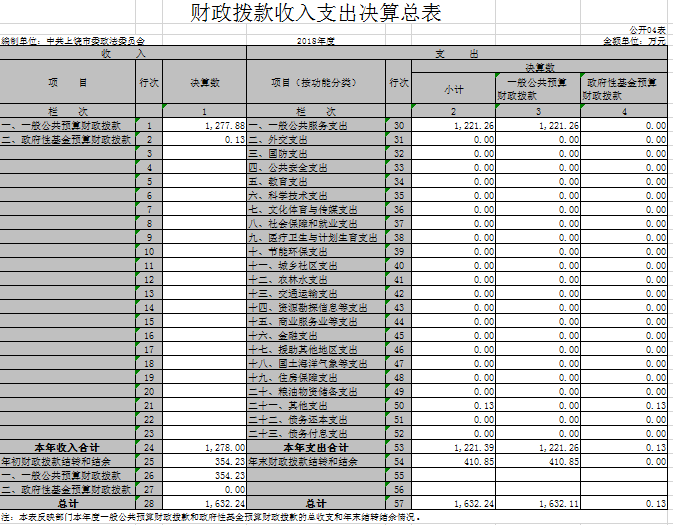 财政拨款收入支出决算总表
公开04表
编制单位：中共上饶市委政法委员会 2018年度 金额单位：万元
收 入 支 出
项 目 行次 决算数 项目（按功能分类） 行次 决算数
小计 一般公共预算财政拨款 政府性基金预算财政拨款
栏 次 1 栏 次 2 3 4
一、一般公共预算财政拨款 1 1,277.88 一、一般公共服务支出 30 1,221.26 1,221.26 0.00
二、政府性基金预算财政拨款 2 0.13 二、外交支出 31 0.00 0.00 0.00
3 三、国防支出 32 0.00 0.00 0.00
4 四、公共安全支出 33 0.00 0.00 0.00
5 五、教育支出 34 0.00 0.00 0.00
6 六、科学技术支出 35 0.00 0.00 0.00
7 七、文化体育与传媒支出 36 0.00 0.00 0.00
8 八、社会保障和就业支出 37 0.00 0.00 0.00
9 九、医疗卫生与计划生育支出 38 0.00 0.00 0.00
10 十、节能环保支出 39 0.00 0.00 0.00
11 十一、城乡社区支出 40 0.00 0.00 0.00
12 十二、农林水支出 41 0.00 0.00 0.00
13 十三、交通运输支出 42 0.00 0.00 0.00
14 十四、资源勘探信息等支出 43 0.00 0.00 0.00
15 十五、商业服务业等支出 44 0.00 0.00 0.00
16 十六、金融支出 45 0.00 0.00 0.00
17 十七、援助其他地区支出 46 0.00 0.00 0.00
18 十八、国土海洋气象等支出 47 0.00 0.00 0.00
19 十九、住房保障支出 48 0.00 0.00 0.00
20 二十、粮油物资储备支出 49 0.00 0.00 0.00
21 二十一、其他支出 50 0.13 0.00 0.13
22 二十二、债务还本支出 51 0.00 0.00 0.00
23 二十三、债务付息支出 52 0.00 0.00 0.00
本年收入合计 24 1,278.00 本年支出合计 53 1,221.39 1,221.26 0.13
年初财政拨款结转和结余 25 354.23 年末财政拨款结转和结余 54 410.85 410.85 0.00
一、一般公共预算财政拨款 26 354.23 55
二、政府性基金预算财政拨款 27 0.00 56
总计 28 1,632.24 总计 57 1,632.24 1,632.11 0.13
注：本表反映部门本年度一般公共预算财政拨款和政府性基金预算财政拨款的总收支和年末结转结余情况。